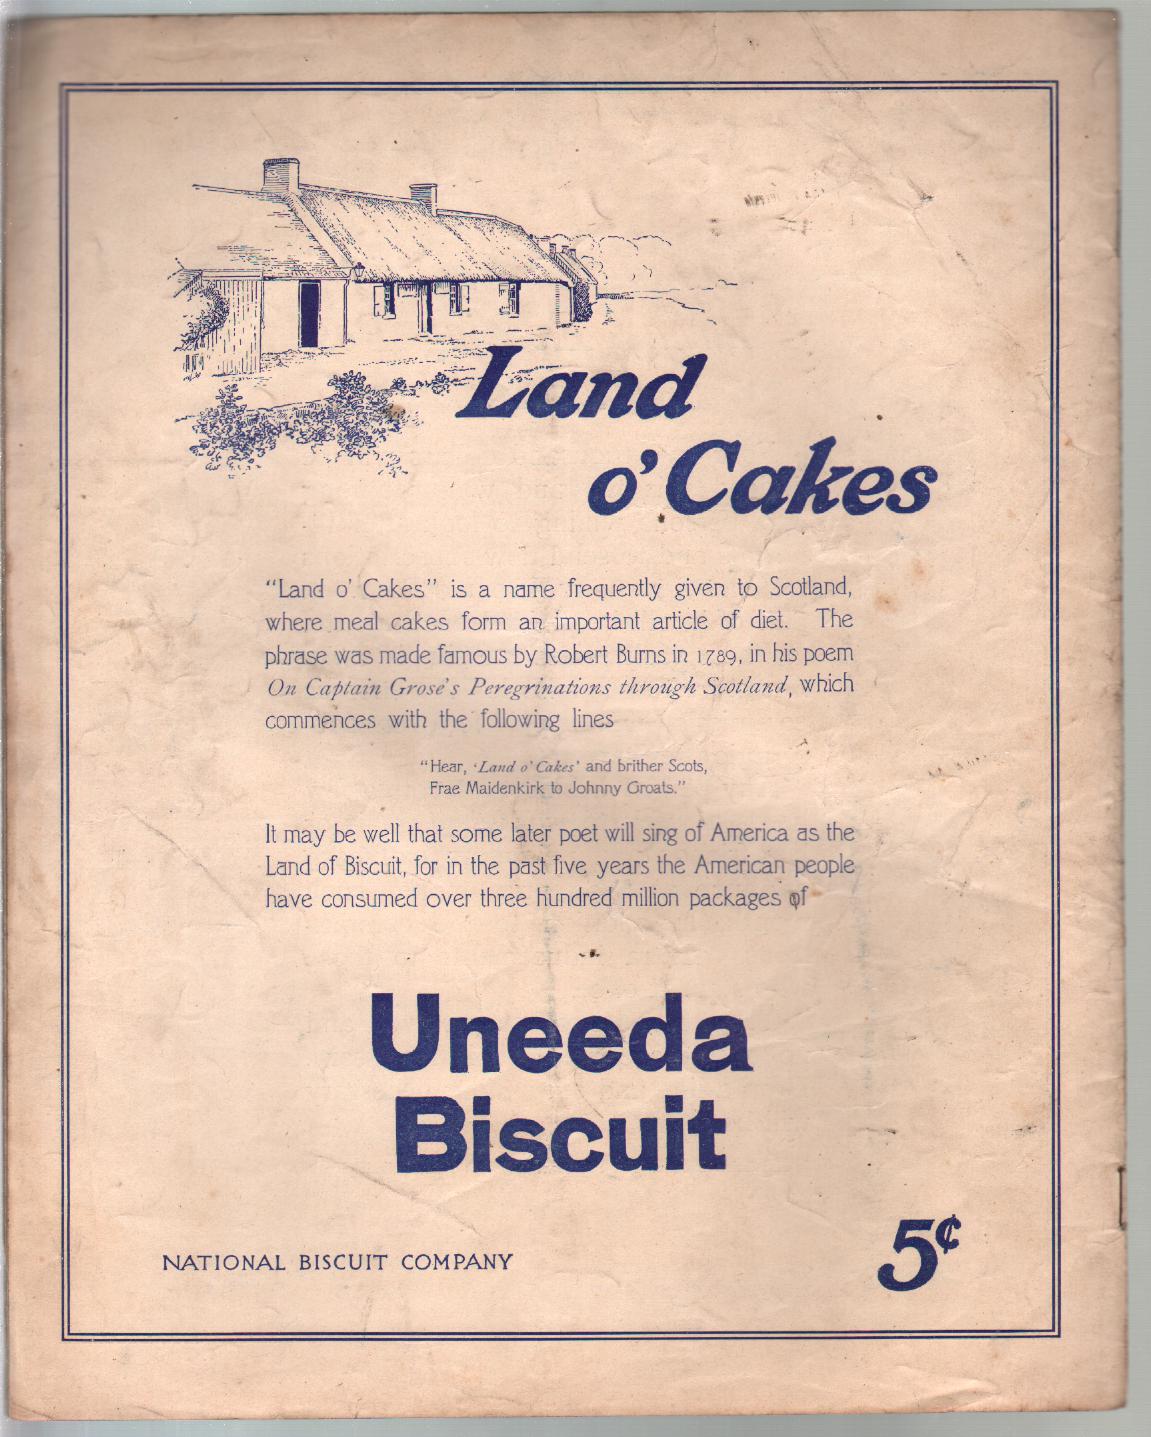 Land
o' Cakes
"Land o' Cakes" is a name frequently given to Scotland,
where meal cakes form an important article of diet. The
phrase was made famous by Robert Burns in 1789, in his poem
On Captain Grose's Peregrinations through Scotland, which
commences with the following lines
"Hear, 'Land o' Cakes' and brither Scots,
Frae Maidenkirk to Johnny Groats."
It may be well that some later poet will sing of America as the
Land of Biscuit, for in the past five years the American people
have consumed over three hundred million packages of
Uneeda
Biscuit
NATIONAL BISCUIT COMPANY
5¢